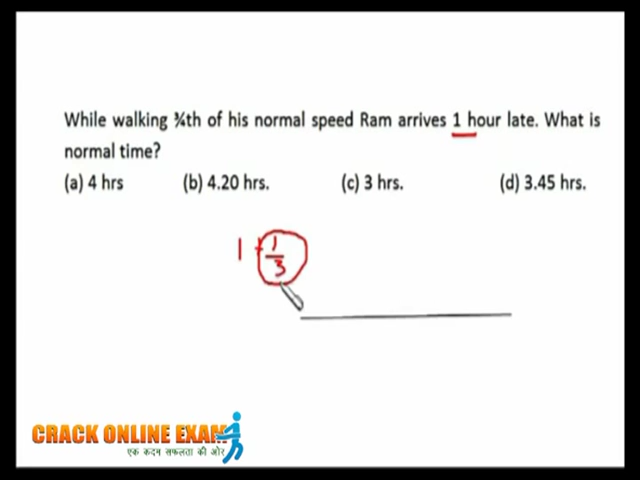 While walking ¾th of his normal speed Ram arrives 1 hour late. What is
normal time?
(a) 4 hrs (b) 4.20 hrs. (c) 3 hrs. (d) 3.45 hrs.
1 + 1/3
CRACK ONLINE EXAM
एक कदम सफलता की ओर